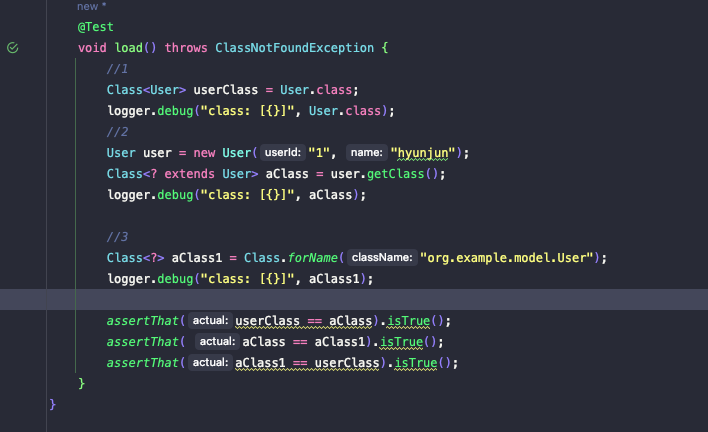 new *
@Test
void load() throws ClassNotFoundException {
//1
Class<User> userClass = User.class;
logger.debug("class: [{}]", User.class);
//2
User user = new User( userId: "1", name: "hyunjun");
Class<? extends User> aClass = user.getClass();
logger.debug("class: [{}]", aClass);
//3
Class<?> aClass1 = Class.forName( className: "org.example.model.User");
logger.debug("class: [{}]", aClass1);
assertThat( actual: userClass == aClass).isTrue();
assertThat( actual: aClass == aClass1).isTrue();
assertThat( actual: aClass1 == userClass).isTrue();
}
}